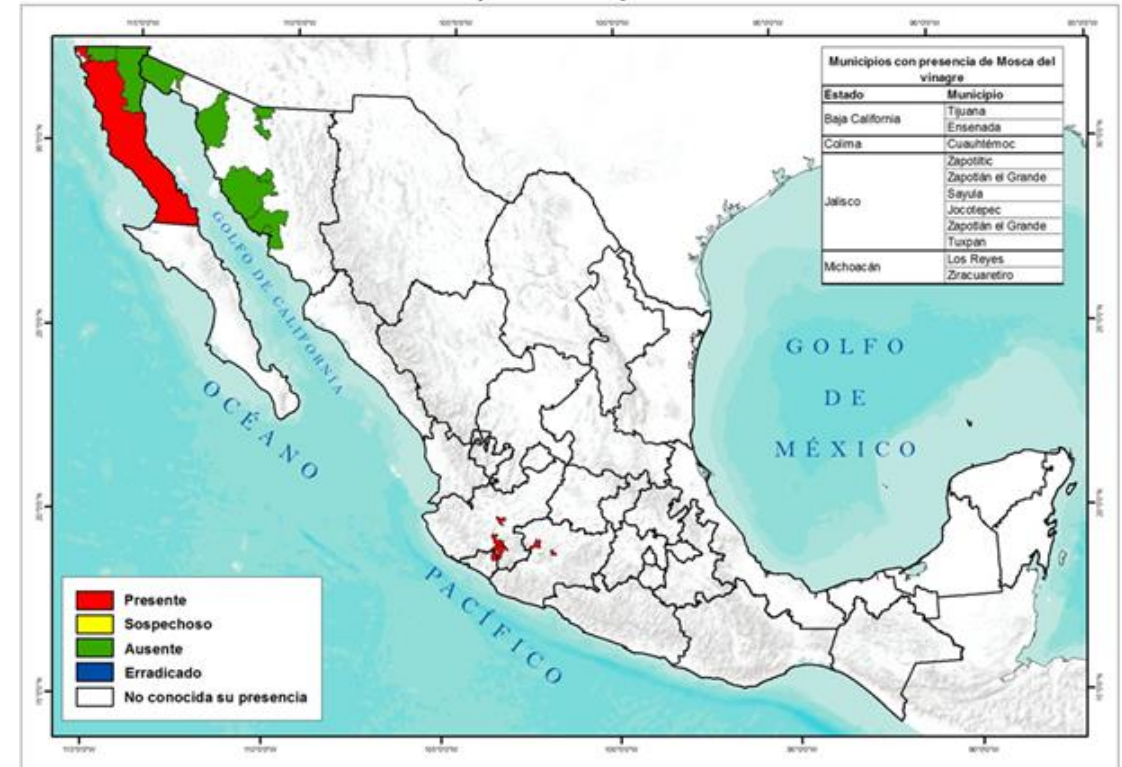 Municipios con presencia de Mosca del
vinagre
Estado Municipio
Baja California Tijuana
Ensenada
Colima Cuauhtémoc
Jalisco Zapotiltic
Zapotlán el Grande
Sayula
Jocotepec
Zapotlán el Grande
Tuxpan
Michoacán Los Reyes
Ziracuaretiro
GOLFO DE CALIFORNIA
GOLFO
DE
MÉXICO
OCÉANO
PACÍFICO
Presente
Sospechoso
Ausente
Erradicado
No conocida su presencia